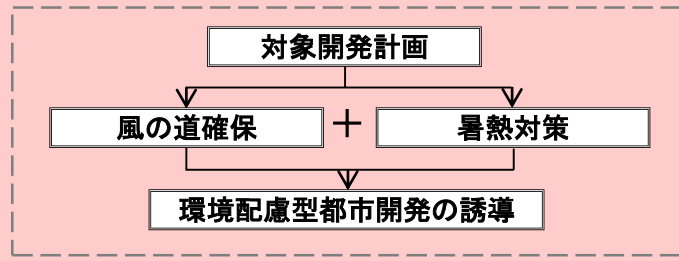 対象開発計画
風の道確保
＋
暑熱対策
環境配慮型都市開発の誘導